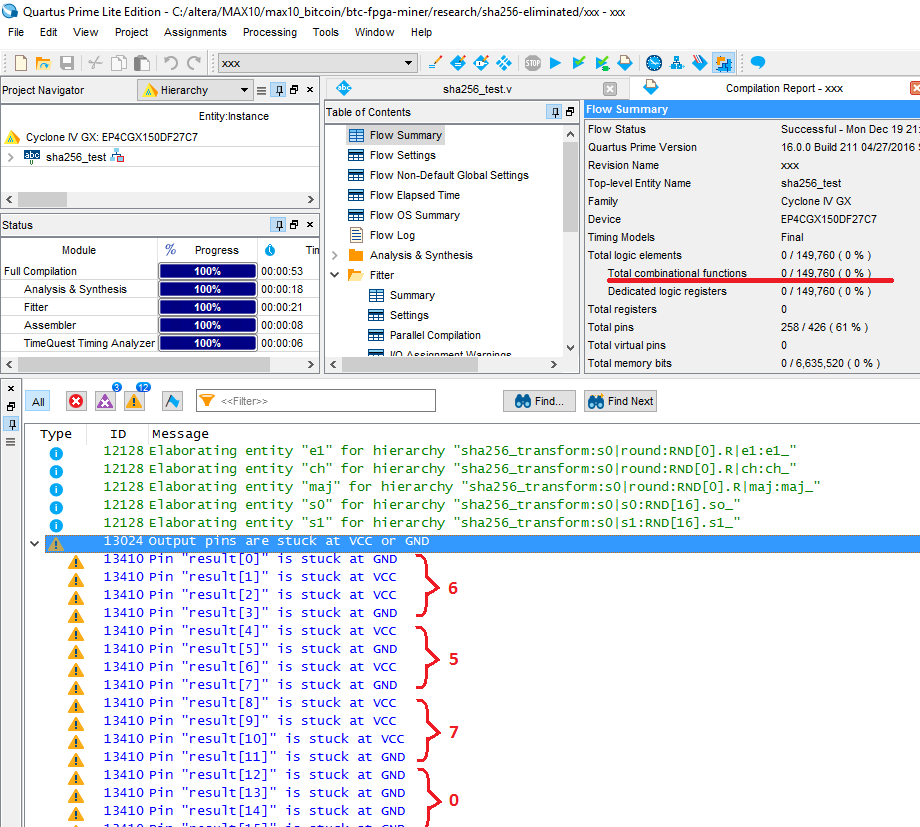 Quartus Prime Lite Edition - C:/altera/MAX10/max10_bitcoin/btc-fpga-miner/research/sha256-eliminated/xxx - xxx
File Edit View Project Assignments Processing Tools Window Help
xxx
STOP
Project Navigator
Hierarchy
Entity:Instance
Cyclone IV GX: EP4CGX150DF27C7
abc sha256_test
Status
Module % Progress Tim
Full Compilation 100% 00:00:53
Analysis & Synthesis 100% 00:00:18
Fitter 100% 00:00:21
Assembler 100% 00:00:08
TimeQuest Timing Analyzer 100% 00:00:06
abc sha256_test.v
Table of Contents
Flow Summary
Flow Settings
Flow Non-Default Global Settings
Flow Elapsed Time
Flow OS Summary
Flow Log
Analysis & Synthesis
Fitter
Summary
Settings
Parallel Compilation
I/O Assignment Warnings
Compilation Report - xxx
Flow Summary
Flow Status Successful - Mon Dec 19 21:
Quartus Prime Version 16.0.0 Build 211 04/27/2016 S
Revision Name xxx
Top-level Entity Name sha256_test
Family Cyclone IV GX
Device EP4CGX150DF27C7
Timing Models Final
Total logic elements 0 / 149,760 ( 0 % )
Total combinational functions 0 / 149,760 ( 0 % )
Dedicated logic registers 0 / 149,760 ( 0 % )
Total registers 0
Total pins 258 / 426 ( 61 % )
Total virtual pins 0
Total memory bits 0 / 6,635,520 ( 0 % )
All 3 12 <<Filter>> Find... Find Next
Type ID Message
12128 Elaborating entity "e1" for hierarchy "sha256_transform:s0|round:RND[0].R|e1:e1_"
12128 Elaborating entity "ch" for hierarchy "sha256_transform:s0|round:RND[0].R|ch:ch_"
12128 Elaborating entity "maj" for hierarchy "sha256_transform:s0|round:RND[0].R|maj:maj_"
12128 Elaborating entity "s0" for hierarchy "sha256_transform:s0|s0:RND[16].so_"
12128 Elaborating entity "s1" for hierarchy "sha256_transform:s0|s1:RND[16].s1_"
13024 Output pins are stuck at VCC or GND
13410 Pin "result[0]" is stuck at GND
13410 Pin "result[1]" is stuck at VCC
13410 Pin "result[2]" is stuck at VCC
13410 Pin "result[3]" is stuck at GND
6
13410 Pin "result[4]" is stuck at VCC
13410 Pin "result[5]" is stuck at GND
13410 Pin "result[6]" is stuck at VCC
13410 Pin "result[7]" is stuck at GND
5
13410 Pin "result[8]" is stuck at VCC
13410 Pin "result[9]" is stuck at VCC
13410 Pin "result[10]" is stuck at VCC
13410 Pin "result[11]" is stuck at GND
7
13410 Pin "result[12]" is stuck at GND
13410 Pin "result[13]" is stuck at GND
13410 Pin "result[14]" is stuck at GND
13410 Pin "result[15]" is stuck at GND
0